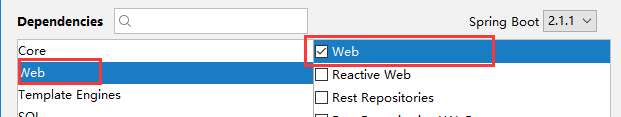 Dependencies
Spring Boot 2.1.1
Core
Web
Template Engines
SQL
Web
Reactive Web
Rest Repositories